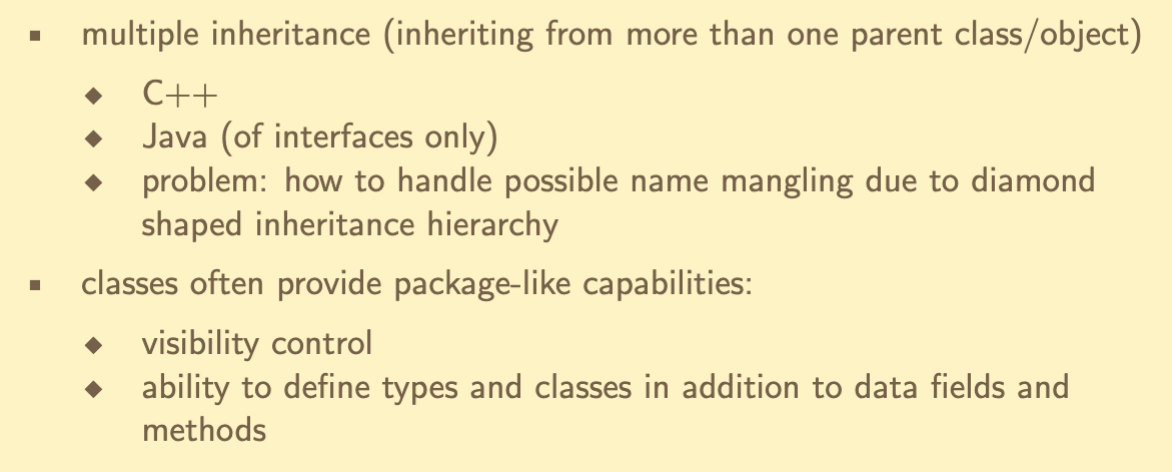 ▪ multiple inheritance (inheriting from more than one parent class/object)
◆ C++
◆ Java (of interfaces only)
◆ problem: how to handle possible name mangling due to diamond
shaped inheritance hierarchy
▪ classes often provide package-like capabilities:
◆ visibility control
◆ ability to define types and classes in addition to data fields and
methods